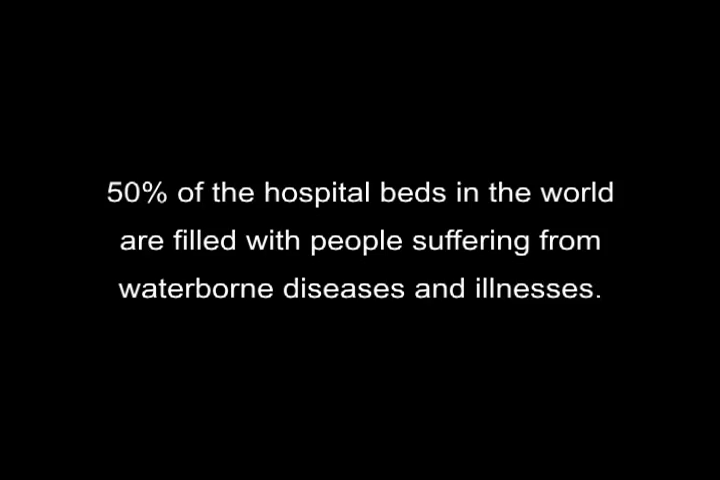 50% of the hospital beds in the world
are filled with people suffering from
waterborne diseases and illnesses.